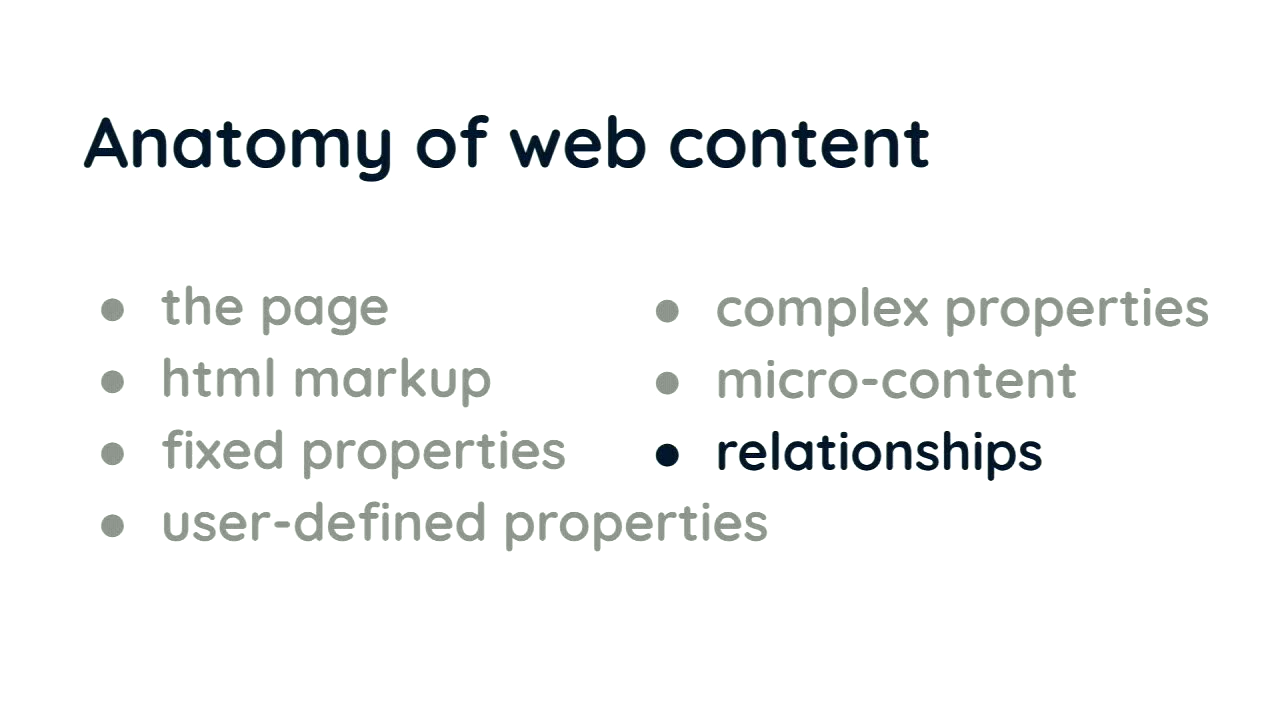 Anatomy of web content
● the page
● html markup
● fixed properties
● user-defined properties
● complex properties
● micro-content
● relationships